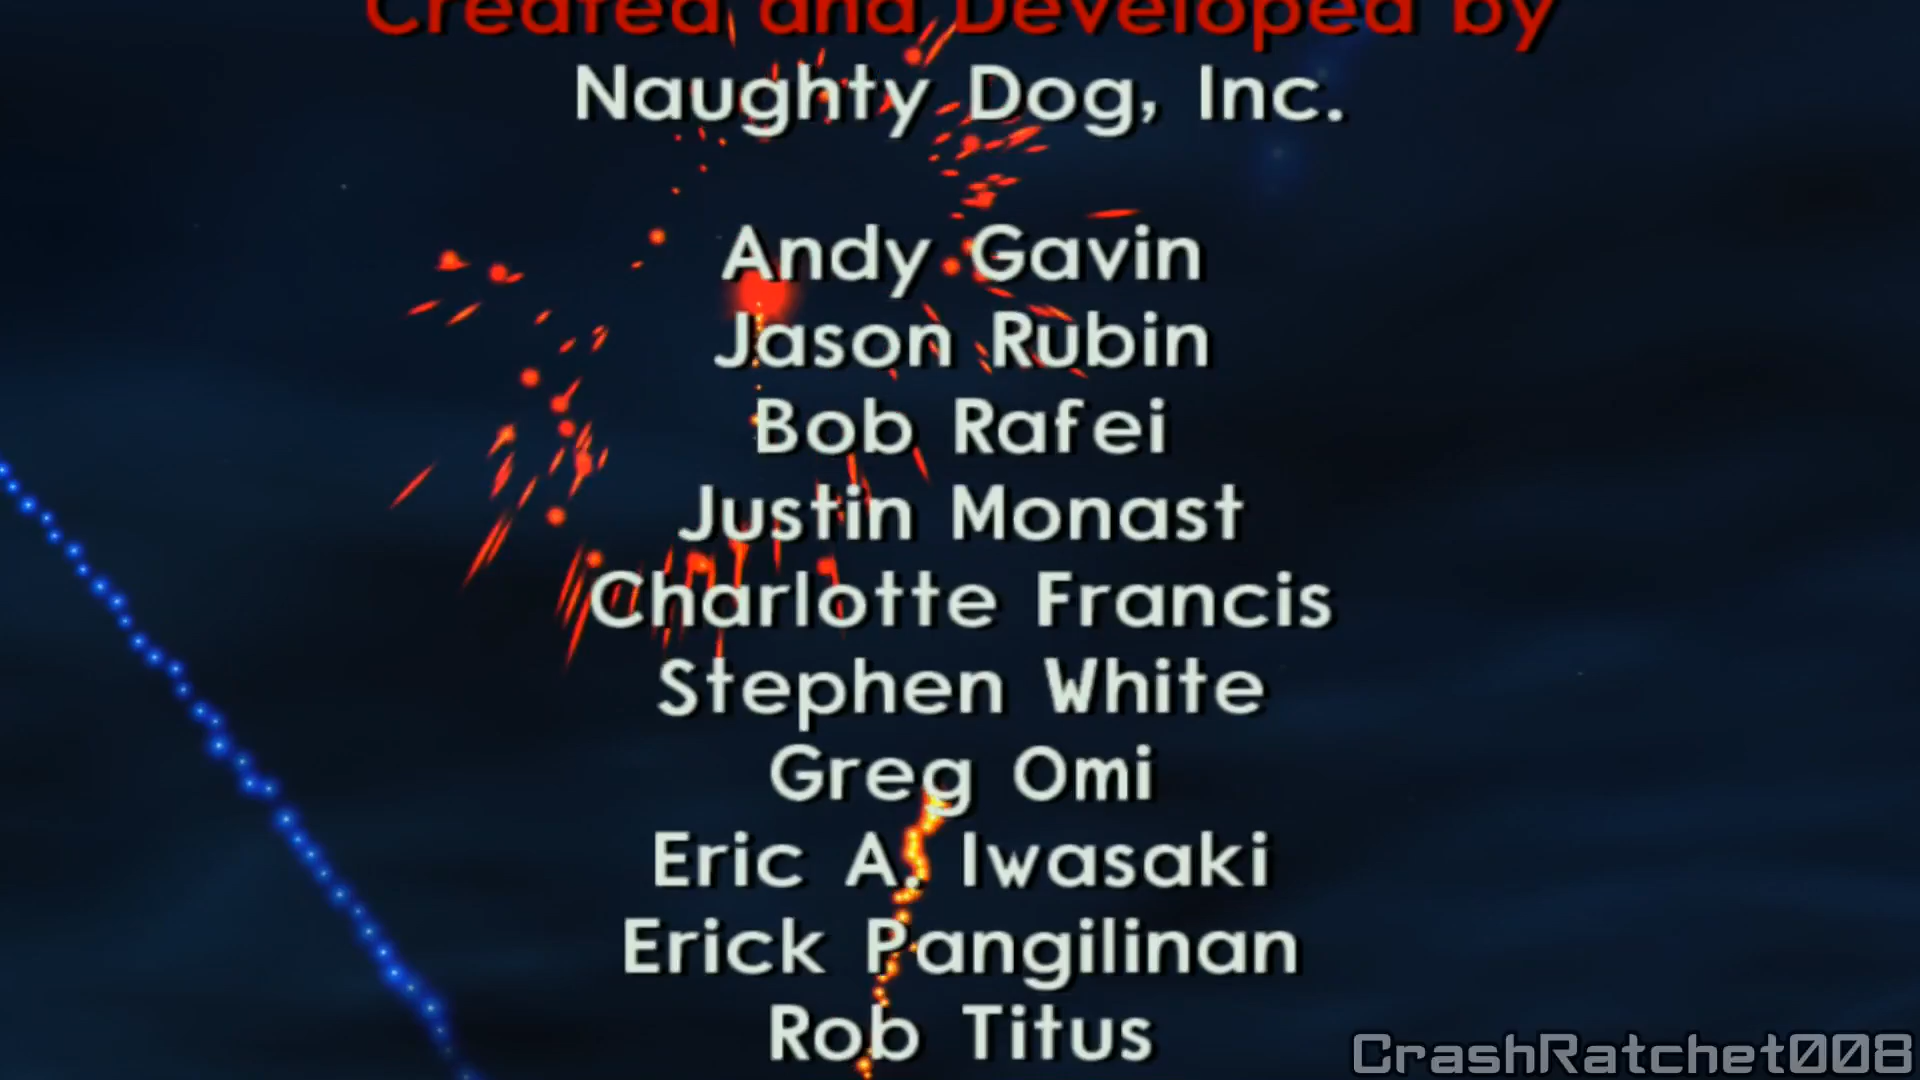 Created and Developed by
Naughty Dog, Inc.
Andy Gavin
Jason Rubin
Bob Rafei
Justin Monast
Charlotte Francis
Stephen White
Greg Omi
Eric A. Iwasaki
Erick Pangilinan
Rob Titus
CrashRatchet008